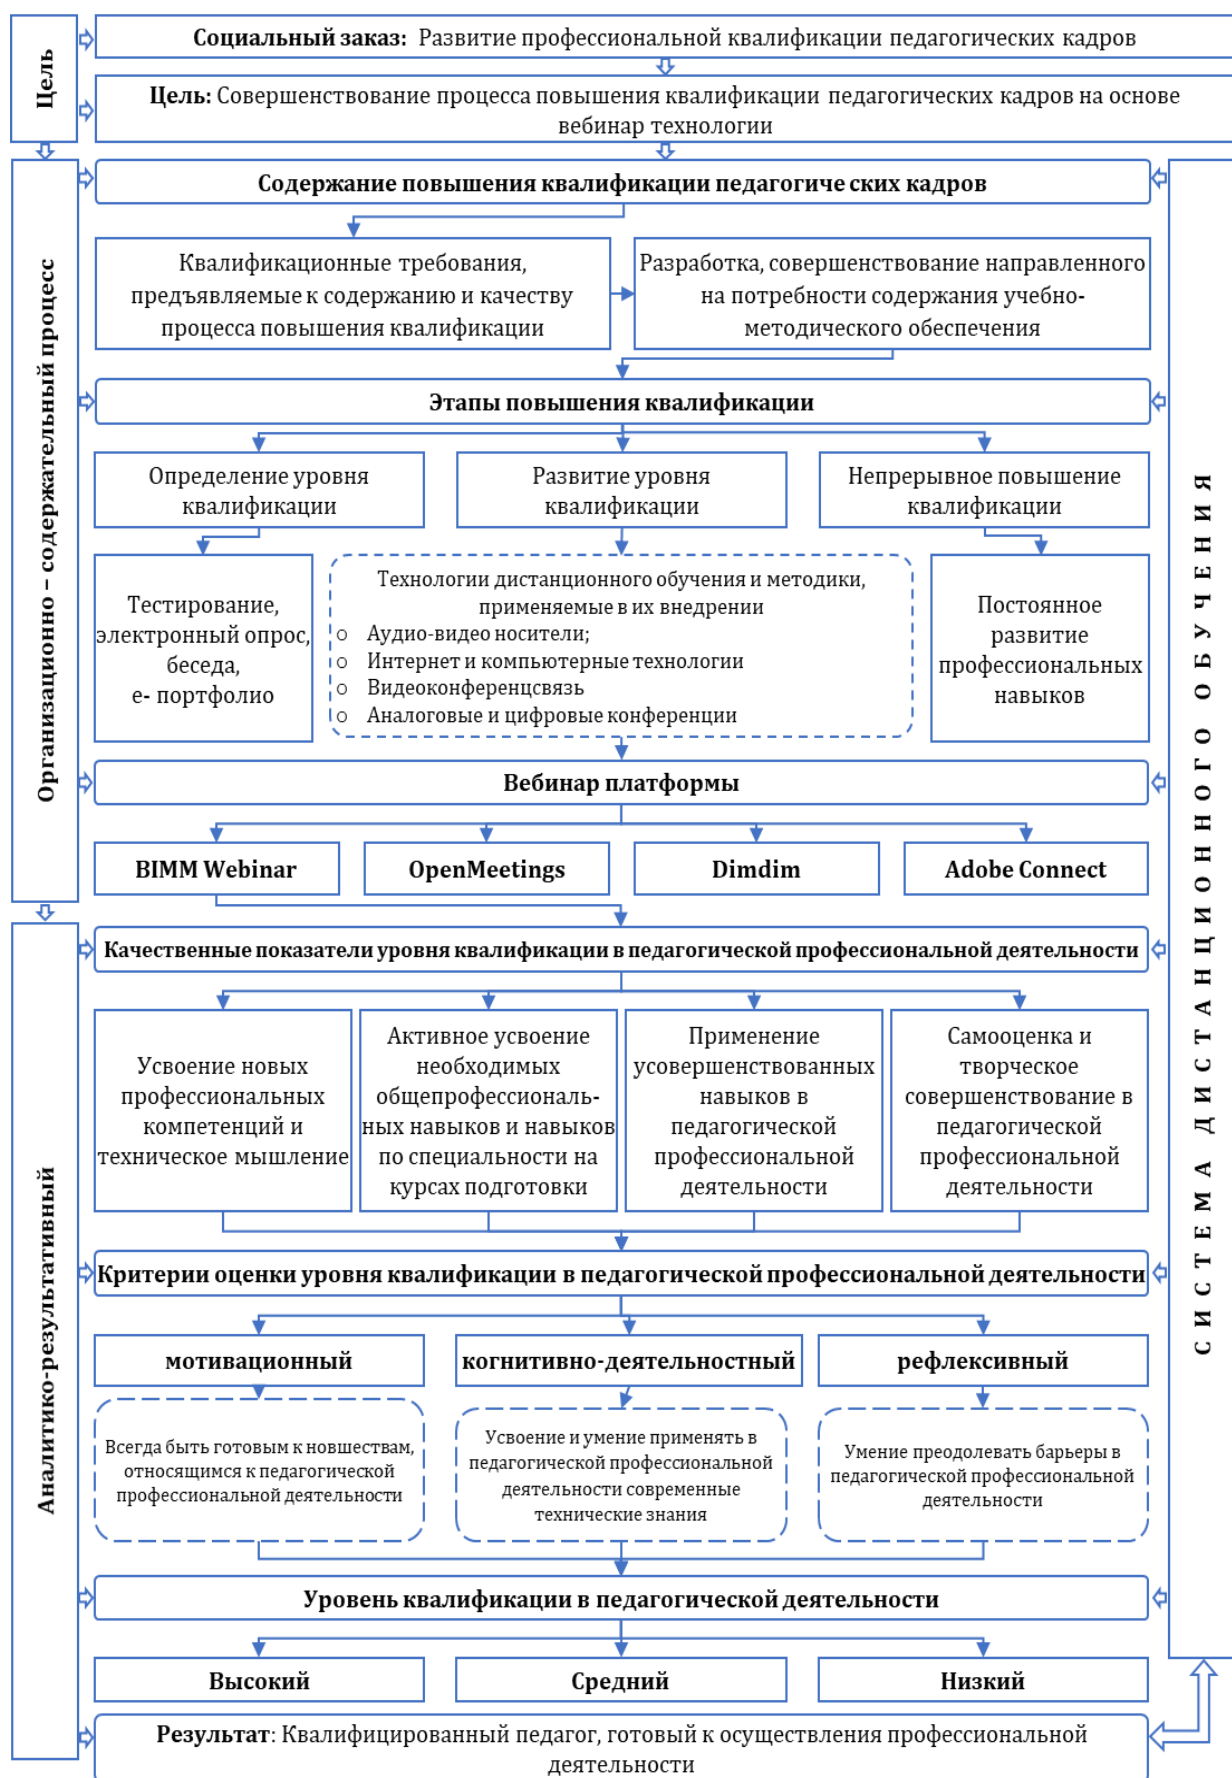 Цель
Социальный заказ: Развитие профессиональной квалификации педагогических кадров
Цель: Совершенствование процесса повышения квалификации педагогических кадров на основе
вебинар технологии
Организационно – содержательный процесс
Содержание повышения квалификации педагогиче ских кадров
Квалификационные требования,
предъявляемые к содержанию и качеству
процесса повышения квалификации
Разработка, совершенствование направленного
на потребности содержания учебно-
методического обеспечения
Этапы повышения квалификации
Определение уровня
квалификации
Развитие уровня
квалификации
Непрерывное повышение
квалификации
Тестирование,
электронный опрос,
беседа,
е- портфолио
Технологии дистанционного обучения и методики,
применяемые в их внедрении
o Аудио-видео носители;
o Интернет и компьютерные технологии
o Видеоконференцсвязь
o Аналоговые и цифровые конференции
Постоянное
развитие
профессиональных
навыков
Вебинар платформы
BIMM Webinar
OpenMeetings
Dimdim
Adobe Connect
Аналитико-результативный
Качественные показатели уровня квалификации в педагогической профессиональной деятельности
Усвоение новых
профессиональных
компетенций и
техническое мышление
Активное усвоение
необходимых
общепрофессиональ-
ных навыков и навыков
по специальности на
курсах подготовки
Применение
усовершенствованных
навыков в
педагогической
профессиональной
деятельности
Самооценка и
творческое
совершенствование в
педагогической
профессиональной
деятельности
Критерии оценки уровня квалификации в педагогической профессиональной деятельности
мотивационный
когнитивно-деятельностный
рефлексивный
Всегда быть готовым к новшествам,
относящимся к педагогической
профессиональной деятельности
Усвоение и умение применять в
педагогической профессиональной
деятельности современные
технические знания
Умение преодолевать барьеры в
педагогической профессиональной
деятельности
Уровень квалификации в педагогической деятельности
Высокий
Средний
Низкий
Результат: Квалифицированный педагог, готовый к осуществления профессиональной
деятельности
СИСТЕМА ДИСТАНЦИОННОГО ОБУЧЕНИЯ